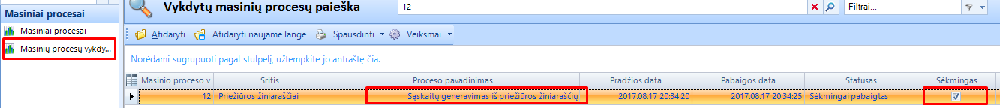 Masiniai procesai
Masiniai procesai
Masinių procesų vykdy...
Vykdytų masinių procesų paieška
12
Filtrai...
Atidaryti Atidaryti naujame lange Spausdinti Veiksmai
Norėdami sugrupuoti pagal stulpelį, užtempkite jo antraštę čia.
Masinio proceso v Sritis Proceso pavadinimas Pradžios data Pabaigos data Statusas Sėkmingas
12 Priežiūros žiniaraščiai Sąskaitų generavimas iš priežiūros žiniaraščių 2017.08.17 20:34:20 2017.08.17 20:34:25 Sėkmingai pabaigtas